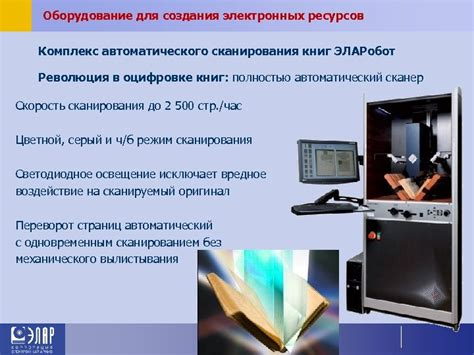 Оборудование для создания электронных ресурсов
Комплекс автоматического сканирования книг ЭЛАРобот
Революция в оцифровке книг: полностью автоматический сканер
Скорость сканирования до 2 500 стр./час
Цветной, серый и ч/б режим сканирования
Светодиодное освещение исключает вредное
воздействие на сканируемый оригинал
Переворот страниц автоматический
с одновременным сканированием без
механического вылистывания
ЭЛАР
КОРПОРАЦИЯ